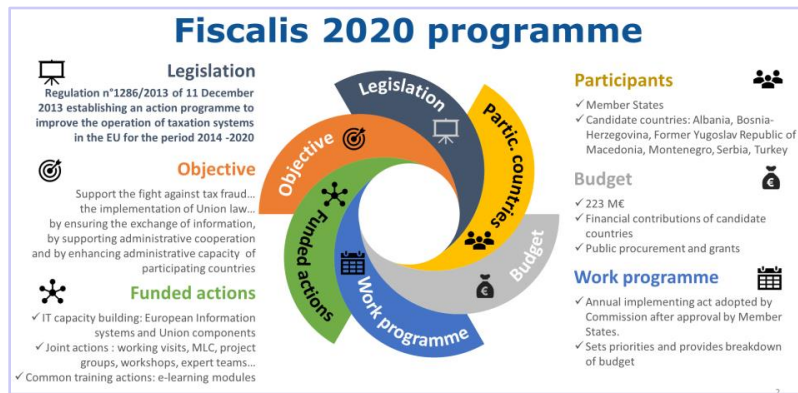 Fiscalis 2020 programme
Legislation
Regulation n°1286/2013 of 11 December
2013 establishing an action programme to
improve the operation of taxation systems
in the EU for the period 2014 -2020
Objective
Support the fight against tax fraud…
the implementation of Union law…
by ensuring the exchange of information,
by supporting administrative cooperation
and by enhancing administrative capacity of
participating countries
Funded actions
✓ IT capacity building: European Information
systems and Union components
✓ Joint actions : working visits, MLC, project
groups, workshops, expert teams…
✓ Common training actions: e-learning modules
Legislation
Partic. countries
Budget
Work programme
Funded actions
Objective
Participants
✓ Member States
✓ Candidate countries: Albania, Bosnia-
Herzegovina, Former Yugoslav Republic of
Macedonia, Montenegro, Serbia, Turkey
Budget
✓ 223 M€
✓ Financial contributions of candidate
countries
✓ Public procurement and grants
Work programme
✓ Annual implementing act adopted by
Commission after approval by Member
States.
✓ Sets priorities and provides breakdown
of budget
2